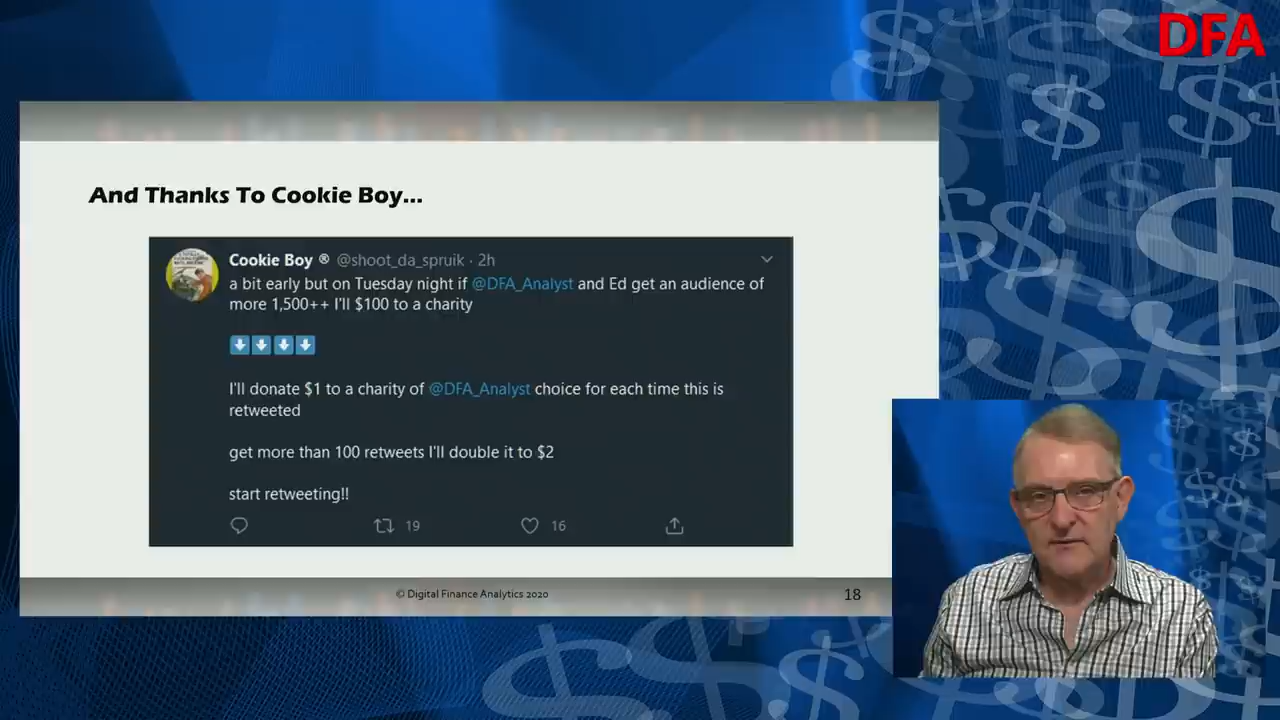 DFA
And Thanks To Cookie Boy...
Cookie Boy ® @shoot_da_spruik · 2h
a bit early but on Tuesday night if @DFA_Analyst and Ed get an audience of
more 1,500++ I'll $100 to a charity
I'll donate $1 to a charity of @DFA_Analyst choice for each time this is
retweeted
get more than 100 retweets I'll double it to $2
start retweeting!!
19 16
© Digital Finance Analytics 2020
18